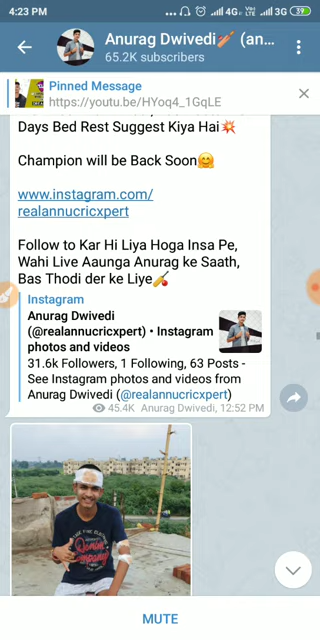 4:23 PM
4G
Vo
LTE
3G
39
Anurag Dwivedi🏏 (an...
65.2K subscribers
Pinned Message
https://youtu.be/HYoq4_1GqLE
Days Bed Rest Suggest Kiya Hai💥
Champion will be Back Soon🤗
www.instagram.com/
realannucricxpert
Follow to Kar Hi Liya Hoga Insa Pe,
Wahi Live Aaunga Anurag ke Saath,
Bas Thodi der ke Liye🏏
Instagram
Anurag Dwivedi
(@realannucricxpert) • Instagram
photos and videos
31.6k Followers, 1 Following, 63 Posts -
See Instagram photos and videos from
Anurag Dwivedi (@realannucricxpert)
45.4K Anurag Dwivedi, 12:52 PM
MUTE